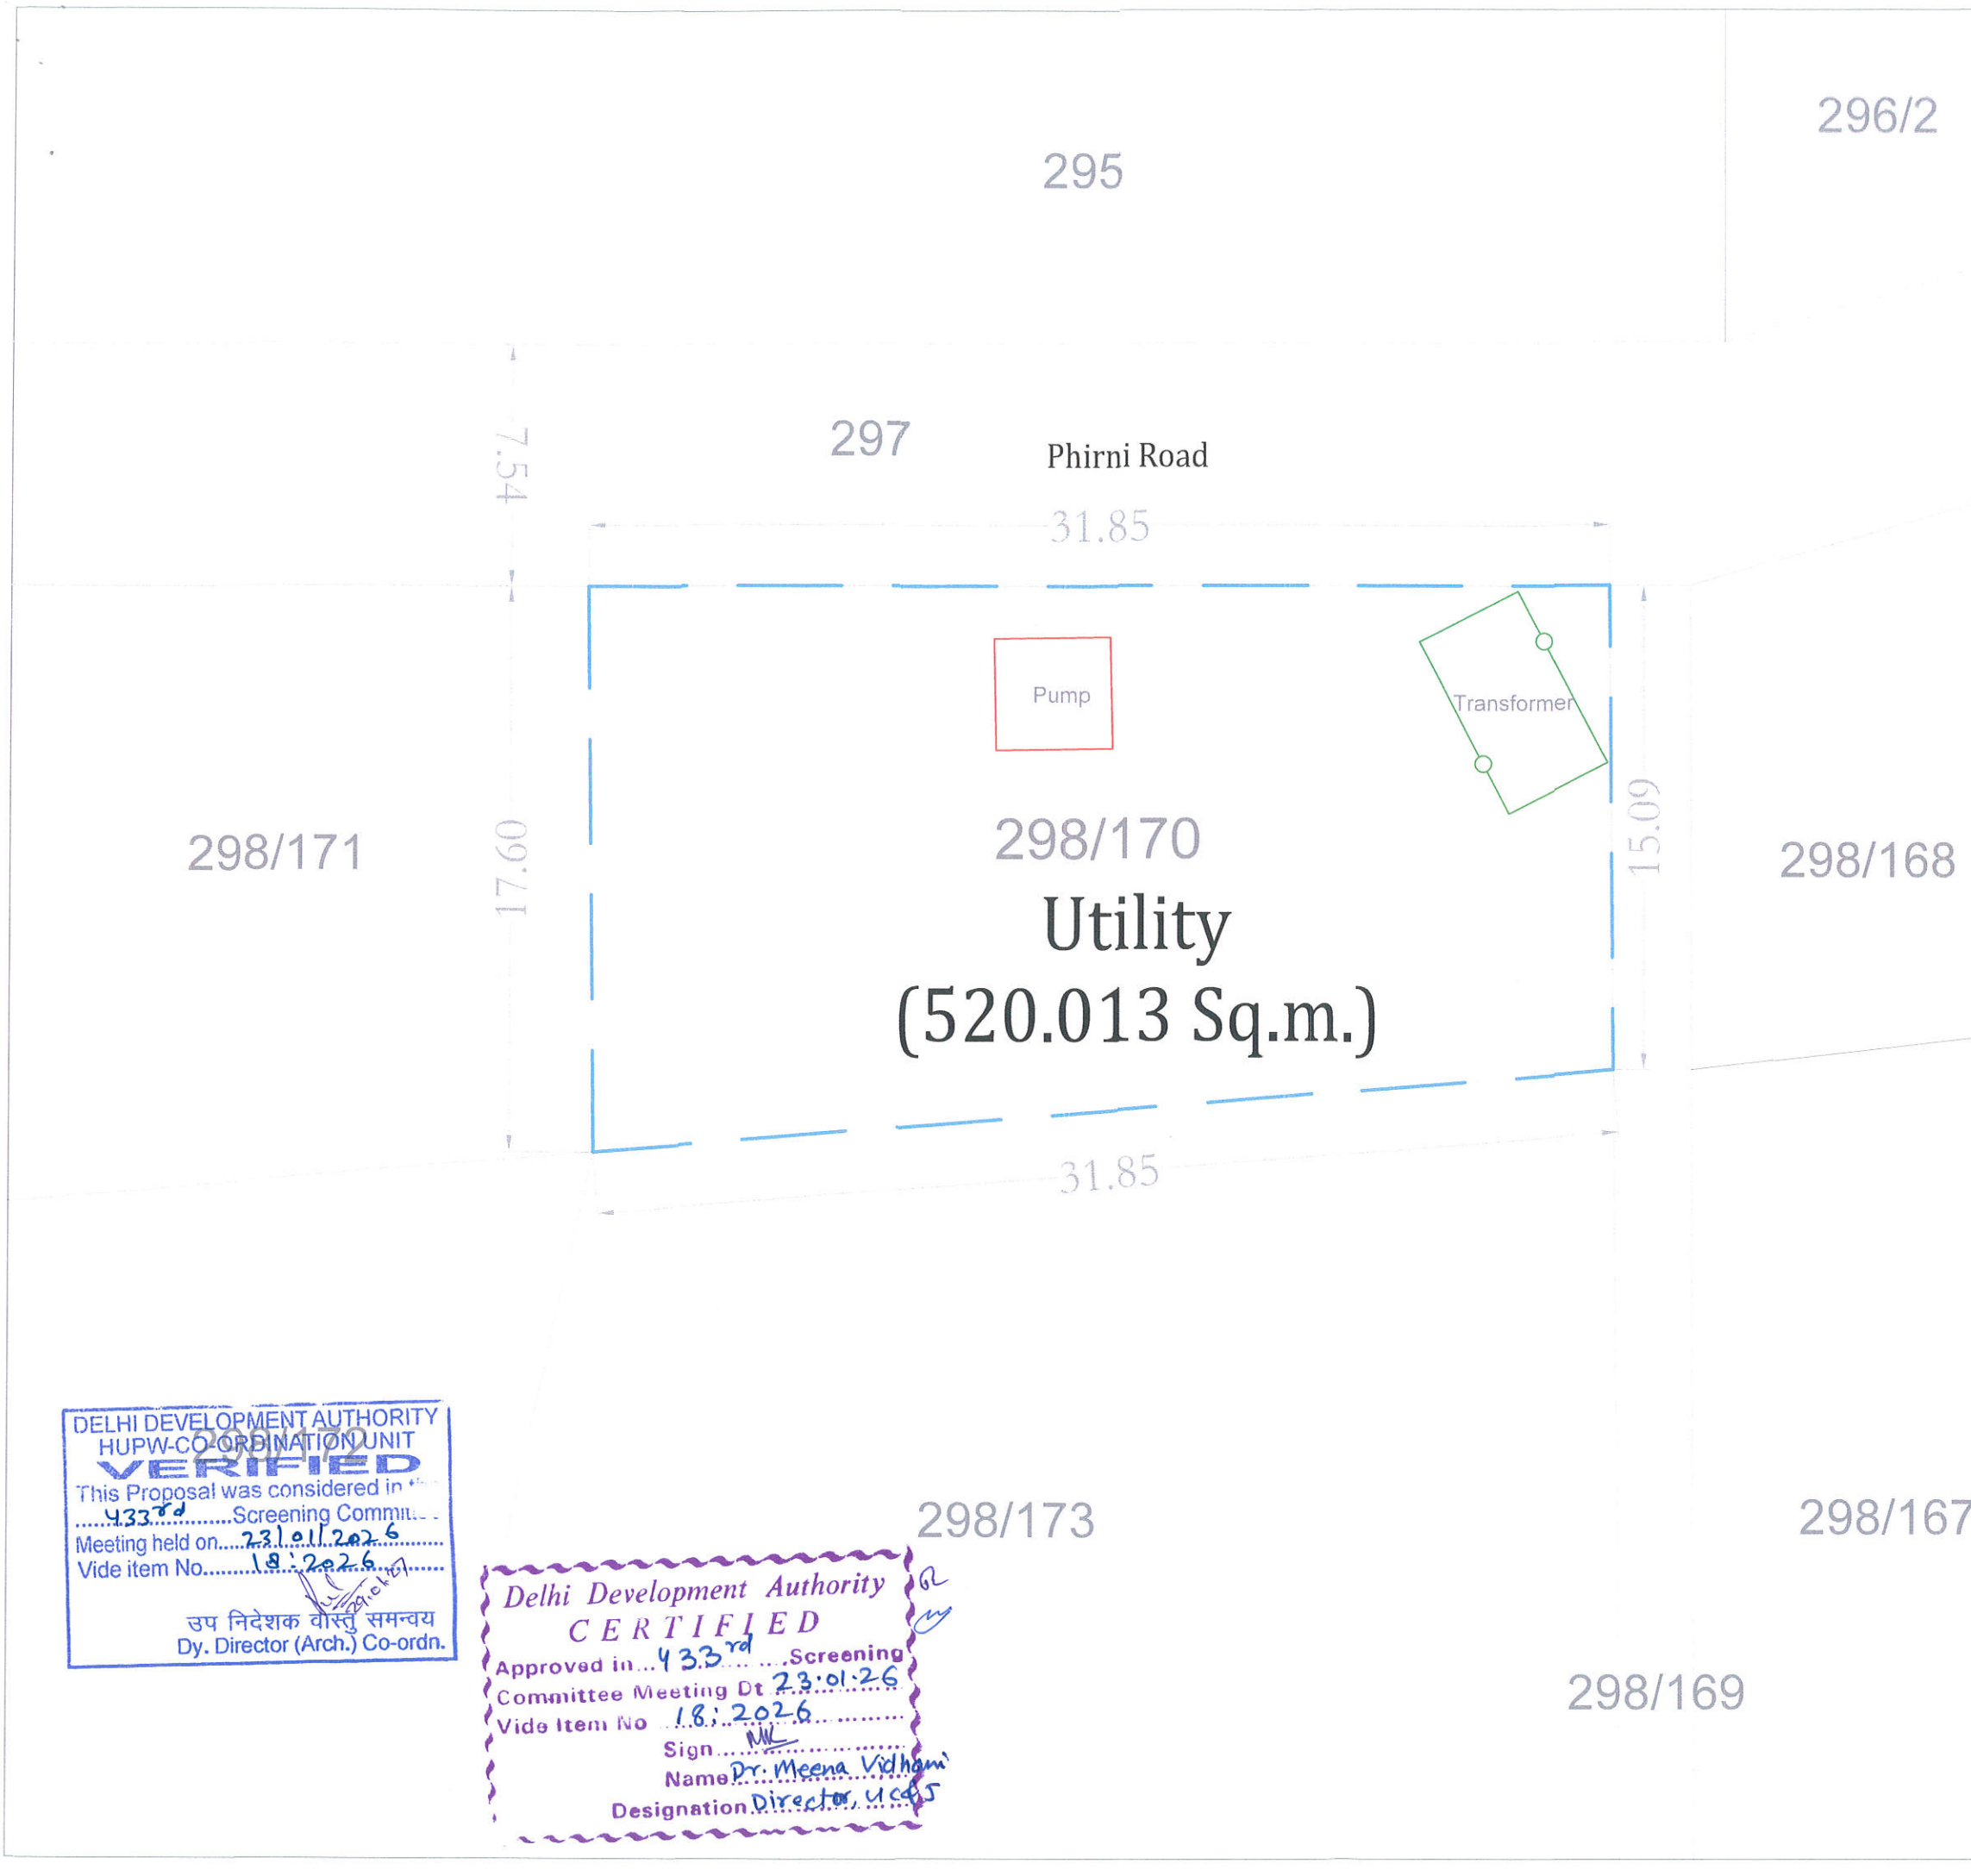 296/2
295
297
Phirni Road
7.54
31.85
Pump
Transformer
298/171
17.60
298/170
15.09
298/168
Utility
(520.013 Sq.m.)
31.85
DELHI DEVELOPMENT AUTHORITY
298/172
HUPW-CO-ORDINATION UNIT
VERIFIED
This Proposal was considered in
433rd Screening
Meeting held on 23/01/2026
Vide item No. 18:2026
उप निदेशक वास्तु समन्वय
Dy. Director (Arch.) Co-ordn.
298/173
298/167
Delhi Development Authority
CERTIFIED
Approved in 433rd Screening
Committee Meeting Dt 23.01.26
Vide Item No 18:2026
Sign
Name Dr. Meena Vidhani
Designation Director,
298/169